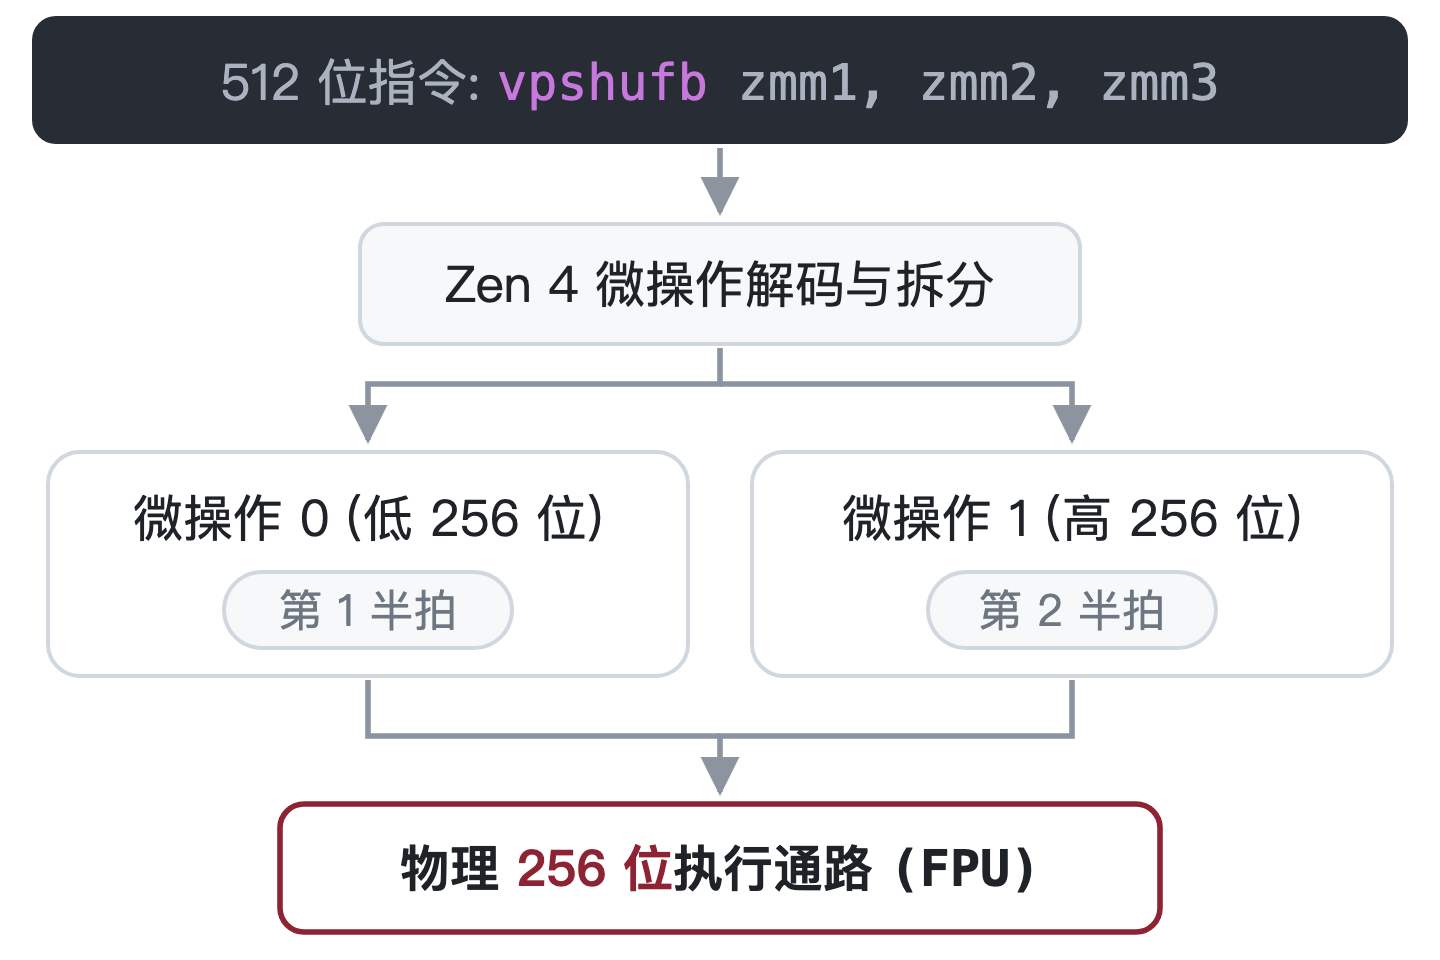 512 位指令: vpshufb zmm1, zmm2, zmm3
Zen 4 微操作解码与拆分
微操作 0 (低 256 位)
第 1 半拍
微操作 1 (高 256 位)
第 2 半拍
物理 256 位执行通路 (FPU)